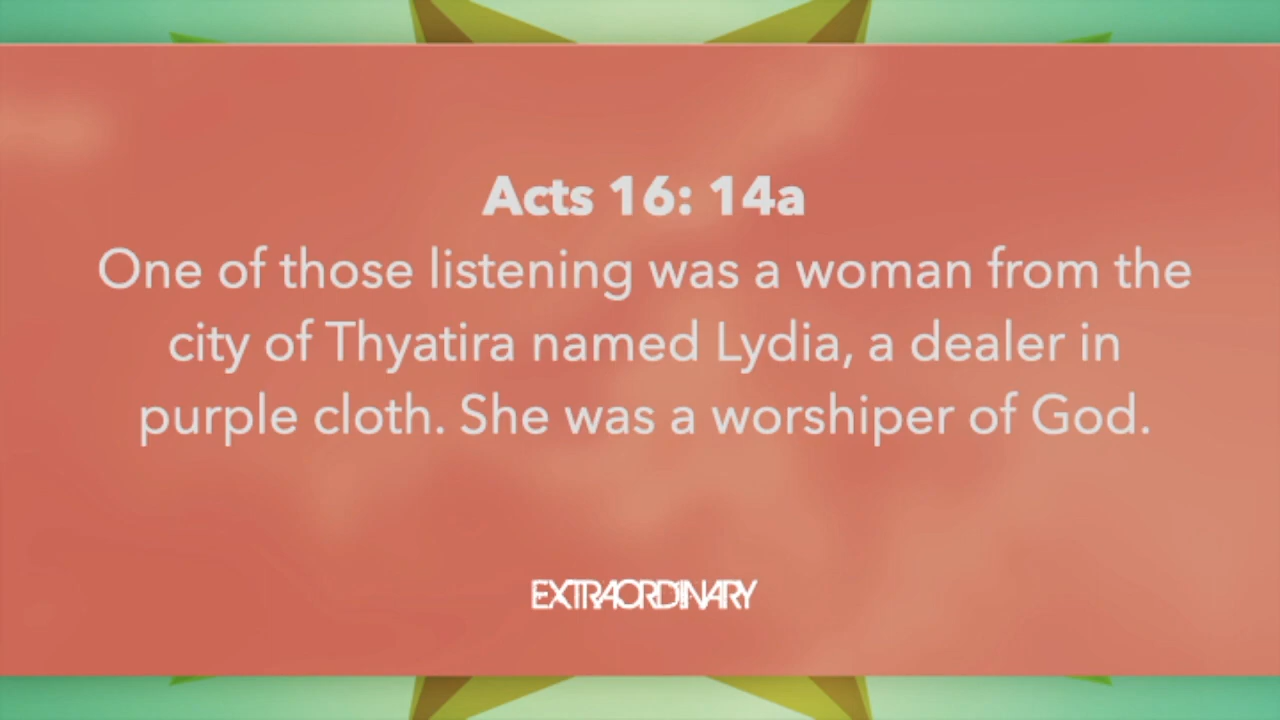 Acts 16: 14a
One of those listening was a woman from the
city of Thyatira named Lydia, a dealer in
purple cloth. She was a worshiper of God.
EXTRAORDINARY